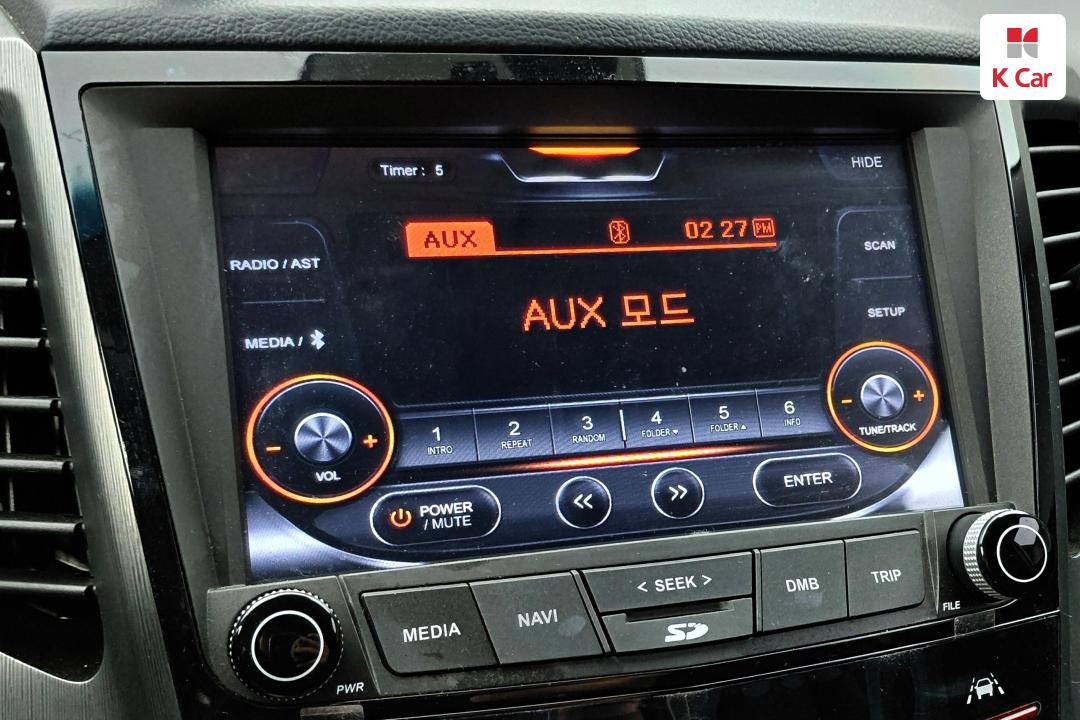 K Car
Timer : 5
HIDE
AUX
02 27 PM
RADIO / AST
SCAN
AUX 모드
SETUP
MEDIA /
- VOL +
1 INTRO
2 REPEAT
3 RANDOM
4 FOLDER ▼
5 FOLDER ▲
6 INFO
- TUNE/TRACK +
POWER
/ MUTE
<<
>>
ENTER
MEDIA
NAVI
< SEEK >
SD
DMB
TRIP
FILE
PWR